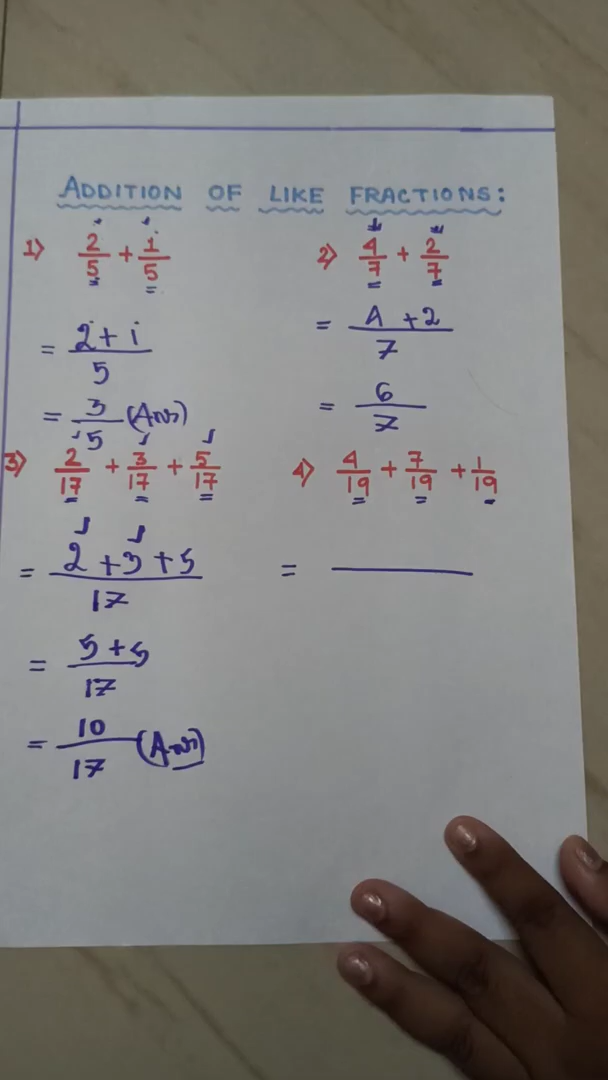 ADDITION OF LIKE FRACTIONS:
1) 2/5 + 1/5
= 2+1/5
= 3/5 (Ans)
2) 4/7 + 2/7
= 4+2/7
= 6/7
3) 2/17 + 3/17 + 5/17
= 2+3+5/17
= 5+5/17
= 10/17 (Ans)
4) 4/19 + 7/19 + 1/19
=